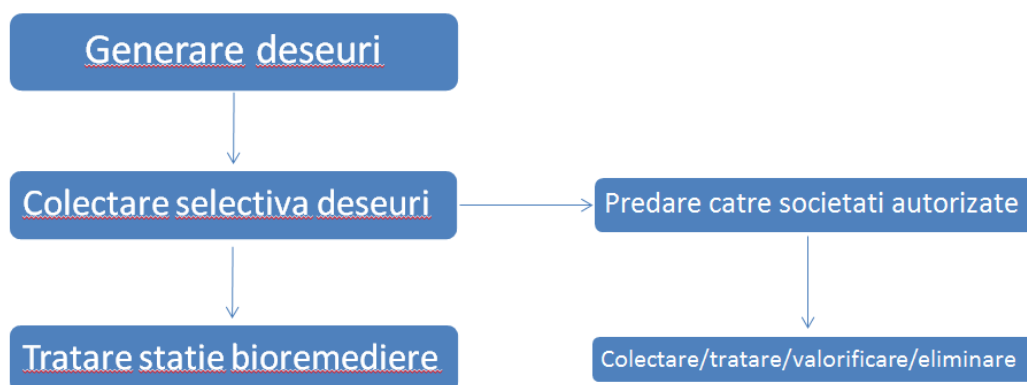 Generare deseuri
Colectare selectiva deseuri
Predare catre societati autorizate
Tratare statie bioremediere
Colectare/tratare/valorificare/eliminare